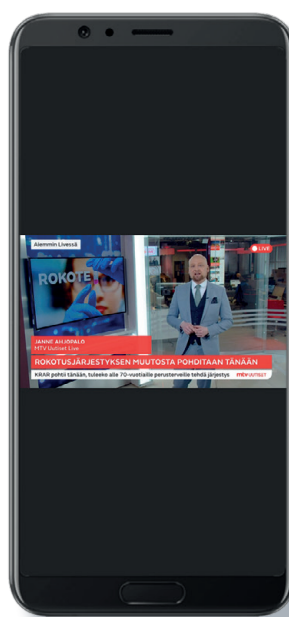 Aiemmin Livessä
LIVE
ROKOTE
JANNE AHJOPALO
MTV Uutiset Live
ROKOTUSJÄRJESTYKSEN MUUTOSTA POHDITAAN TÄNÄÄN
KRAR pohtii tänään, tuleeko alle 70-vuotiaille perusterveille tehdä järjestys
mtv UUTISET